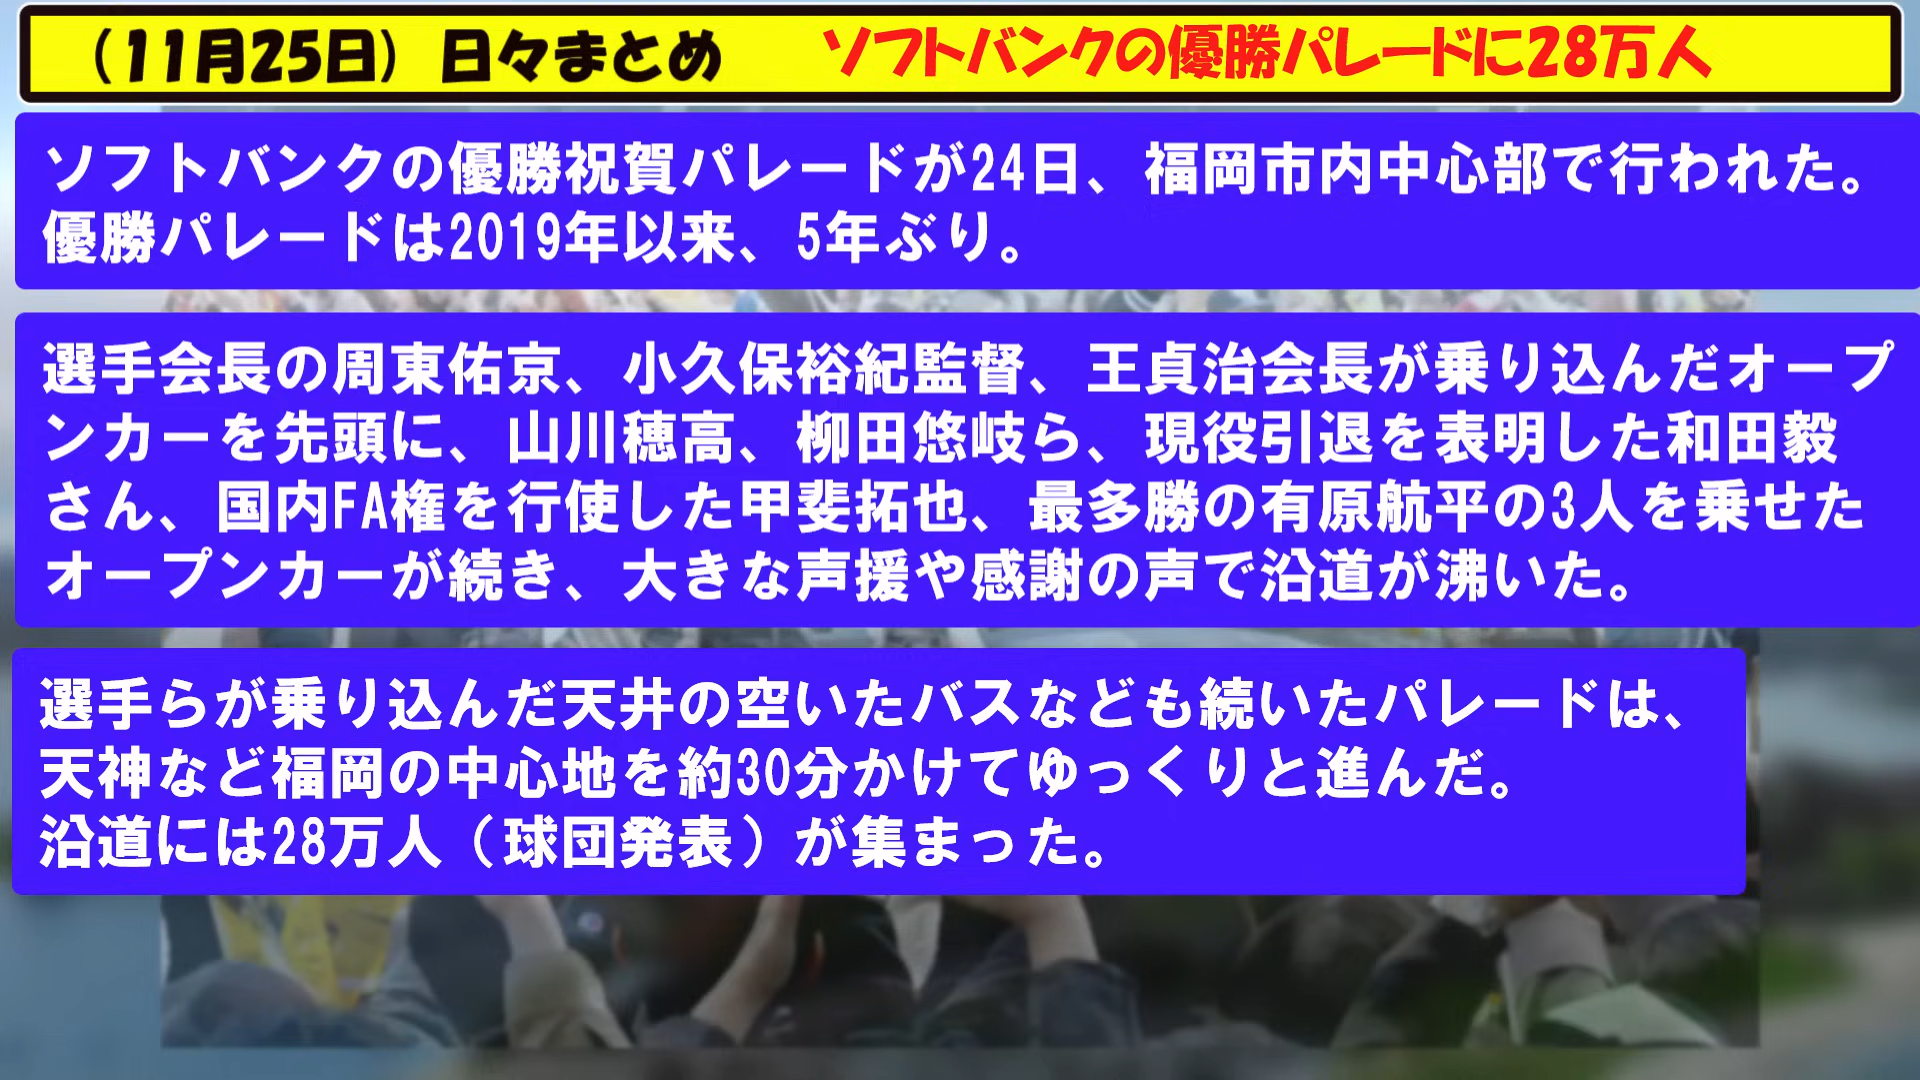 （11月25日）日々まとめ　ソフトバンクの優勝パレードに28万人
ソフトバンクの優勝祝賀パレードが24日、福岡市内中心部で行われた。
優勝パレードは2019年以来、5年ぶり。
選手会長の周東佑京、小久保裕紀監督、王貞治会長が乗り込んだオープ
ンカーを先頭に、山川穂高、柳田悠岐ら、現役引退を表明した和田毅
さん、国内FA権を行使した甲斐拓也、最多勝の有原航平の3人を乗せた
オープンカーが続き、大きな声援や感謝の声で沿道が沸いた。
選手らが乗り込んだ天井の空いたバスなども続いたパレードは、
天神など福岡の中心地を約30分かけてゆっくりと進んだ。
沿道には28万人（球団発表）が集まった。